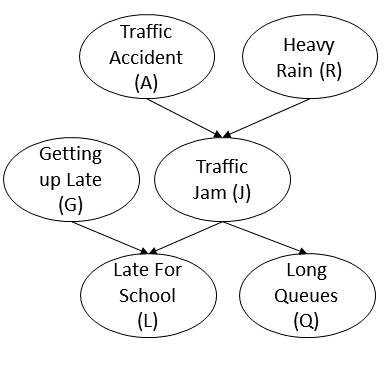 Traffic
Accident
(A)
Heavy
Rain (R)
Getting
up Late
(G)
Traffic
Jam (J)
Late For
School
(L)
Long
Queues
(Q)